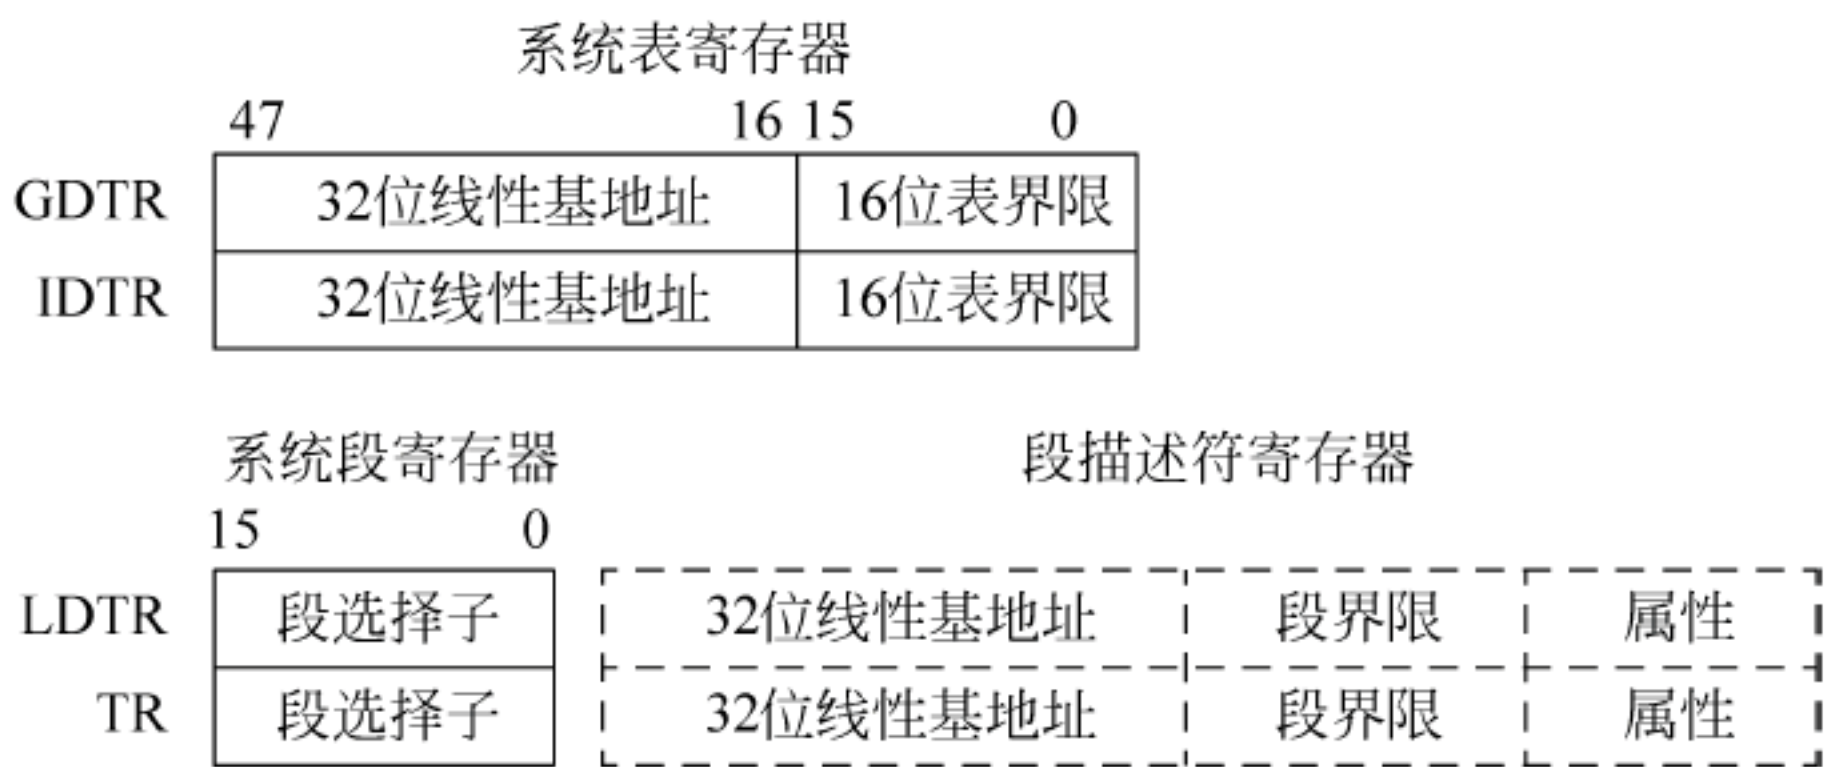 系统表寄存器
47 16 15 0
GDTR 32位线性基地址 16位表界限
IDTR 32位线性基地址 16位表界限
系统段寄存器 段描述符寄存器
15 0
LDTR 段选择子 32位线性基地址 段界限 属性
TR 段选择子 32位线性基地址 段界限 属性